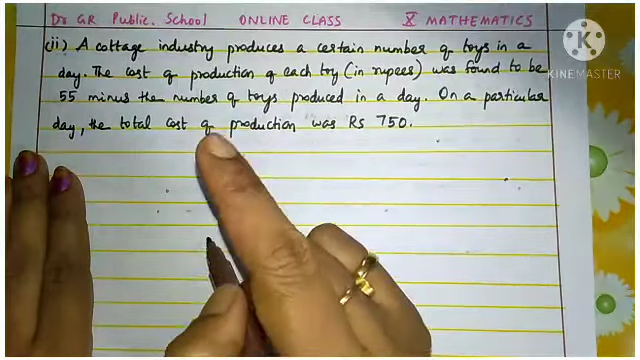 Dr GR Public. School ONLINE CLASS X MATHEMATICS
(ii) A cottage industry produces a certain number of toys in a
day. The cost of production of each toy (in rupees) was found to be
55 minus the number of toys produced in a day. On a particular
day, the total cost of production was Rs 750.
KINEMASTER